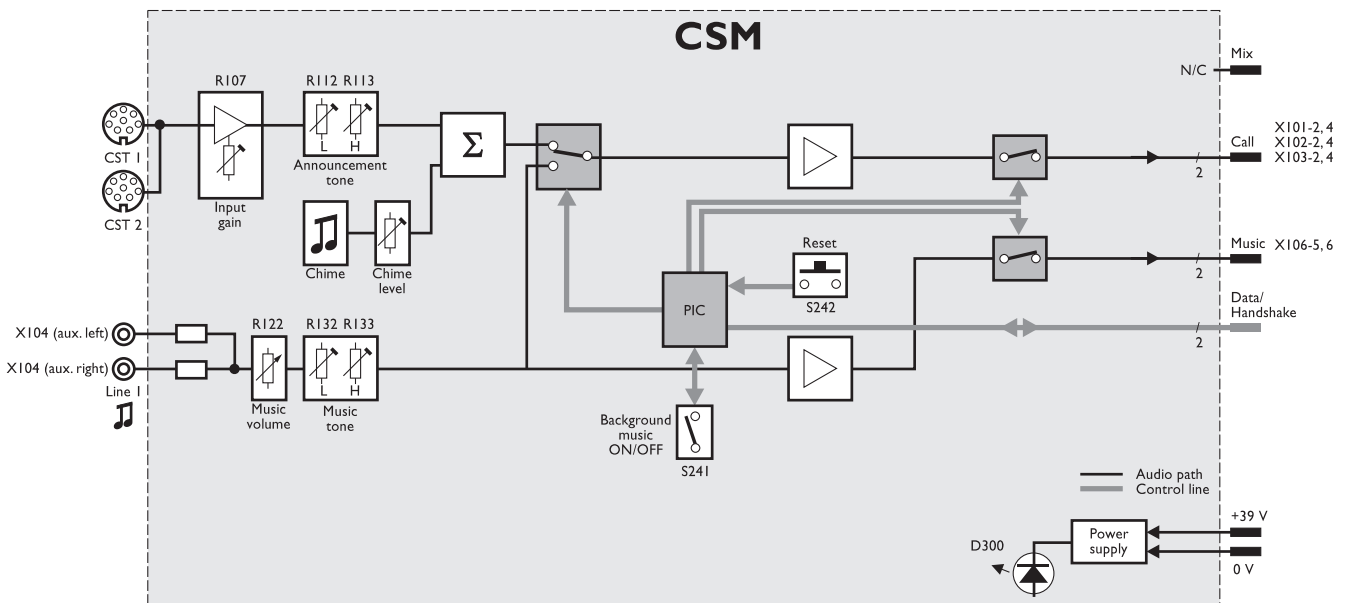 CSM
Mix
N/C
R107
R112 R113
X101-2, 4
Call X102-2, 4
X103-2, 4
2
L H
Σ
CST 1
Announcement
tone
CST 2
Input
gain
Chime
Chime
level
Reset
S242
Music X106-5, 6
2
PIC
Data/
Handshake
2
X104 (aux. left)
R122
R132 R133
X104 (aux. right)
L H
Line 1
Music
volume
Music
tone
Background
music
ON/OFF
S241
Audio path
Control line
+39 V
Power
supply
D300
0 V